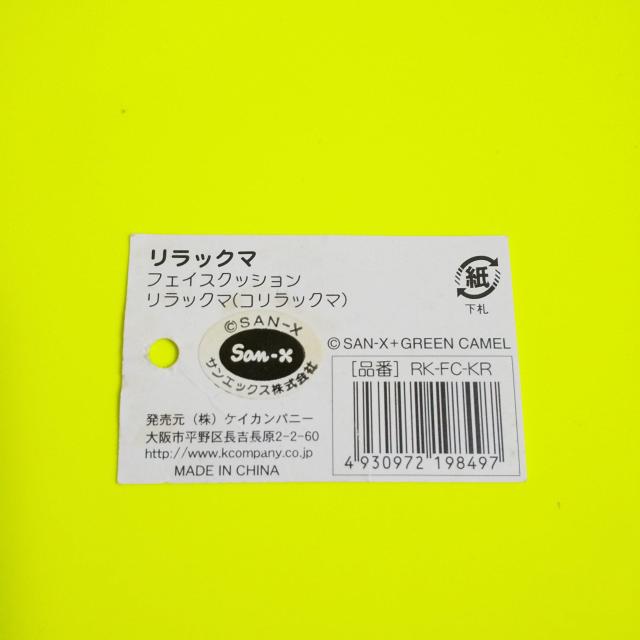 リラックマ
フェイスクッション
リラックマ(コリラックマ)
紙
下札
©SAN-X
San-x
サンエックス株式会社
©SAN-X+GREEN CAMEL
[品番] RK-FC-KR
4 930972 198497
発売元（株）ケイカンパニー
大阪市平野区長吉長原2-2-60
http://www.kcompany.co.jp
MADE IN CHINA